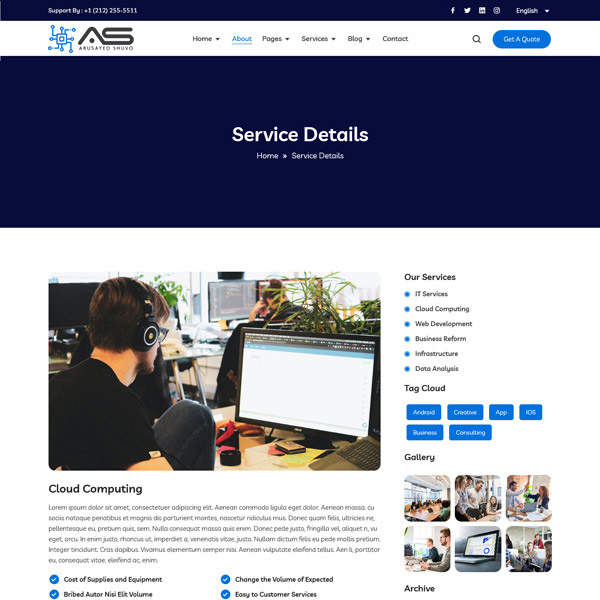 Support By : +1 (212) 255-5511
English
AS
ABUSAYED SHUVO
Home About Pages Services Blog Contact
Get A Quote
Service Details
Home » Service Details
Cloud Computing
Lorem ipsum dolor sit amet, consectetuer adipiscing elit. Aenean commodo ligula eget dolor. Aenean massa, cu
sociis natoque penatibus et magnis dis parturient montes, nascetur ridiculus mus. Donec quam felis, ultricies ne,
pellentesque eu, pretium quis, sem. Nulla consequat massa quis enim. Donec pede justo, fringilla vel, aliquet n, vu
eget, arcu. In enim justo, rhoncus ut, imperdiet a, venenatis vitae, justo. Nullam dictum felis eu pede mollis pretium.
Integer tincidunt. Cras dapibus. Vivamus elementum semper nisi. Aenean vulputate eleifend tellus. Aen li, porttitor
eu, consequat vitae, eleifend ac, enim.
Cost of Supplies and Equipment
Change the Volume of Expected
Bribed Autor Nisi Elit Volume
Easy to Customer Services
Our Services
IT Services
Cloud Computing
Web Development
Business Reform
Infrastructure
Data Analysis
Tag Cloud
Android Creative App IOS
Business Consulting
Gallery
Archive